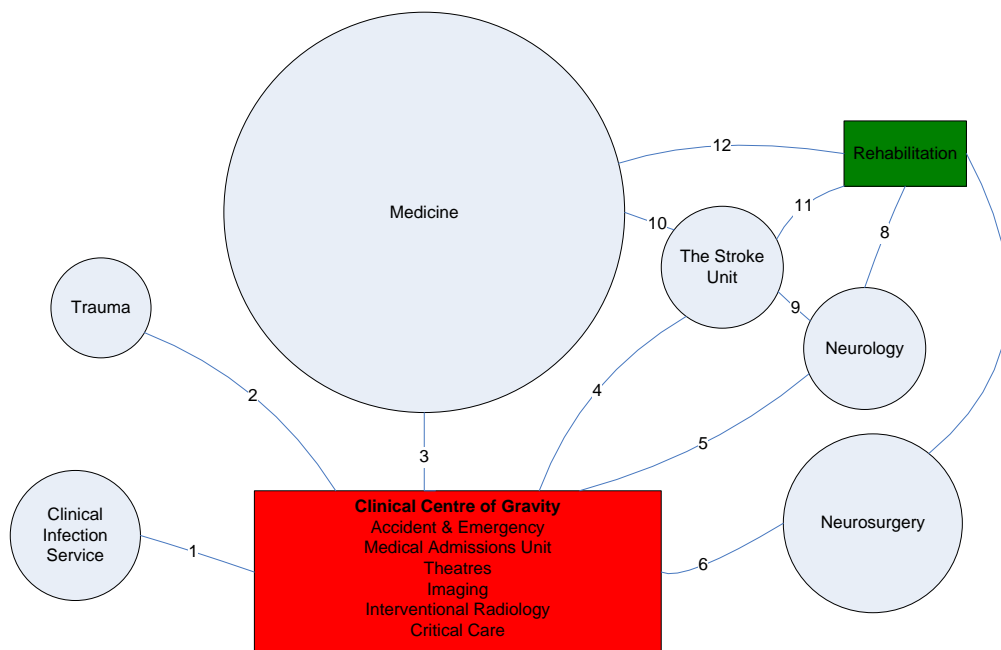 12
Rehabilitation
Medicine
11
10
8
The Stroke
Unit
Trauma
9
Neurology
2
4
5
3
Clinical Centre of Gravity
Accident & Emergency
Medical Admissions Unit
Theatres
Imaging
Interventional Radiology
Critical Care
Clinical
Infection
Service
1
6
Neurosurgery